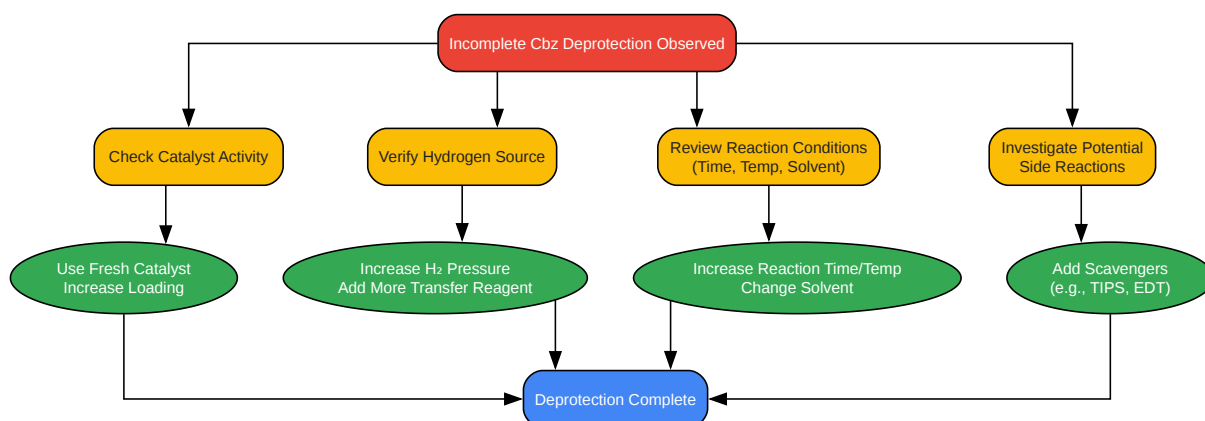 Incomplete Cbz Deprotection Observed
Check Catalyst Activity
Verify Hydrogen Source
Review Reaction Conditions
(Time, Temp, Solvent)
Investigate Potential
Side Reactions
Use Fresh Catalyst
Increase Loading
Increase H₂ Pressure
Add More Transfer Reagent
Increase Reaction Time/Temp
Change Solvent
Add Scavengers
(e.g., TIPS, EDT)
Deprotection Complete